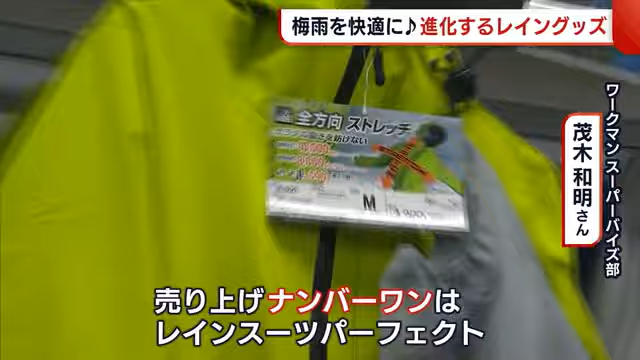 梅雨を快適に♪進化するレイングッズ
ワークマン スーパーバイズ部
茂木 和明さん
全方向 ストレッチ
M
売り上げナンバーワンは
レインスーツパーフェクト